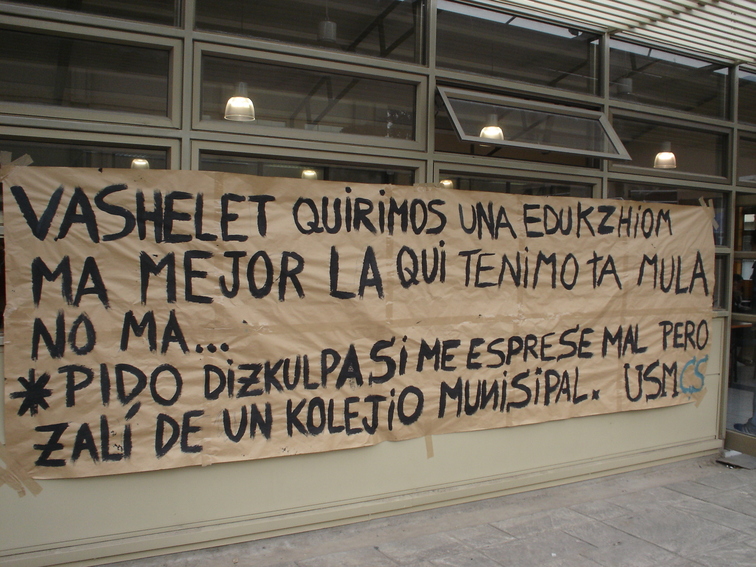 VASHELET QUIRIMOS UNA EDUKZHIOM
MA MEJOR LA QUI TENIMO TA MULA
NO MA...
*PIDO DIZKULPA SI ME ESPRESE MAL PERO
ZALÍ DE UN KOLEJIO MUNISIPAL. USMCS